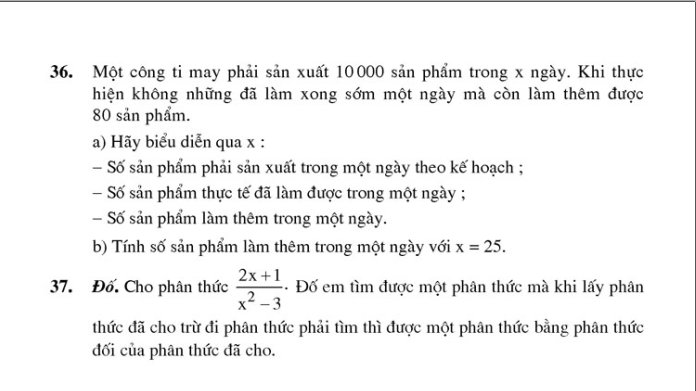 36. Một công ti may phải sản xuất 10 000 sản phẩm trong x ngày. Khi thực
hiện không những đã làm xong sớm một ngày mà còn làm thêm được
80 sản phẩm.
a) Hãy biểu diễn qua x :
– Số sản phẩm phải sản xuất trong một ngày theo kế hoạch ;
– Số sản phẩm thực tế đã làm được trong một ngày ;
– Số sản phẩm làm thêm trong một ngày.
b) Tính số sản phẩm làm thêm trong một ngày với x = 25.
37. Đố. Cho phân thức (2x + 1)/(x² – 3). Đố em tìm được một phân thức mà khi lấy phân
thức đã cho trừ đi phân thức phải tìm thì được một phân thức bằng phân thức
đối của phân thức đã cho.